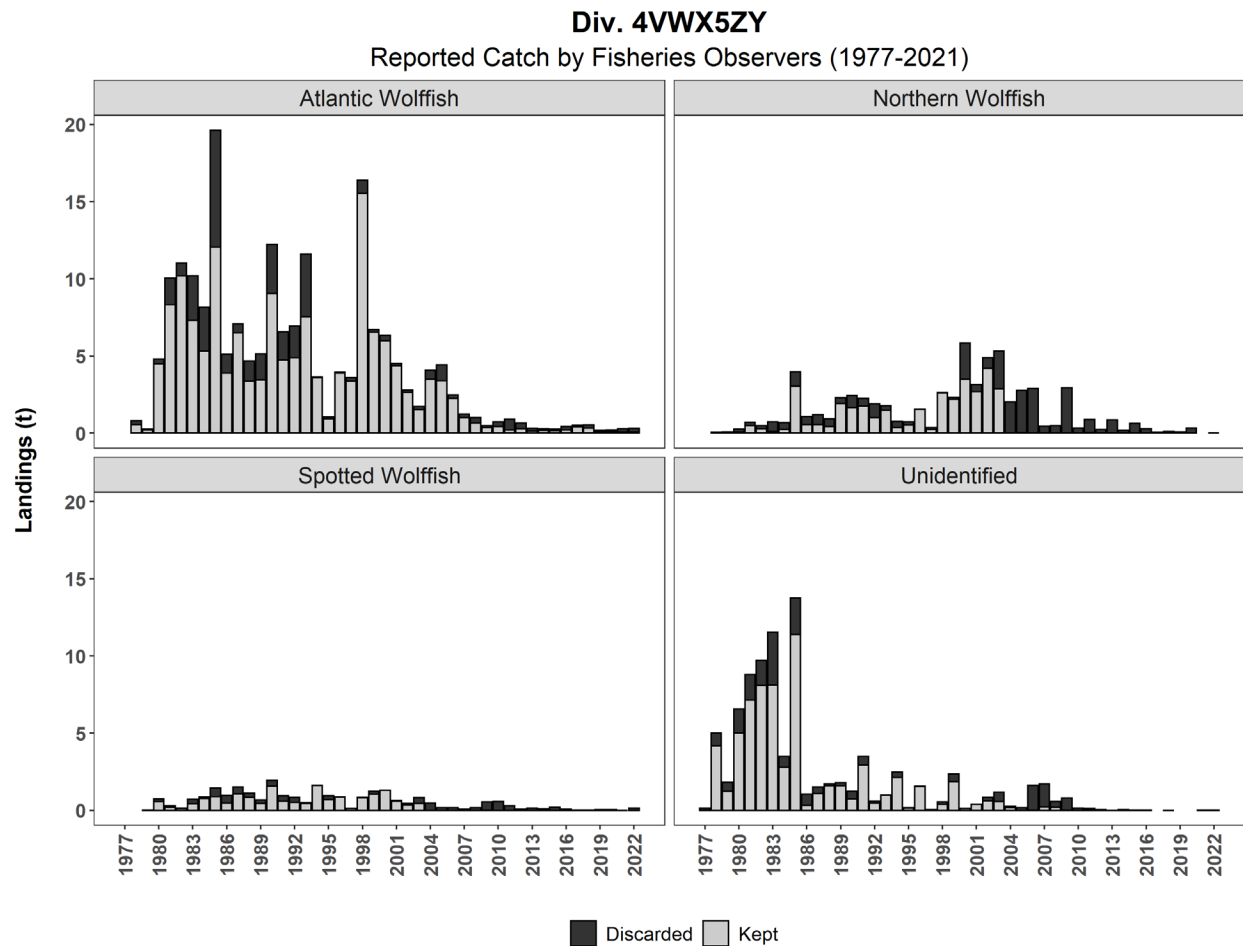 Div. 4VWX5ZY
Reported Catch by Fisheries Observers (1977-2021)
Atlantic Wolffish
Northern Wolffish
20
15
10
5
0
Spotted Wolffish
Unidentified
20
15
10
5
0
Landings (t)
1977 1980 1983 1986 1989 1992 1995 1998 2001 2004 2007 2010 2013 2016 2019 2022
1977 1980 1983 1986 1989 1992 1995 1998 2001 2004 2007 2010 2013 2016 2019 2022
Discarded Kept